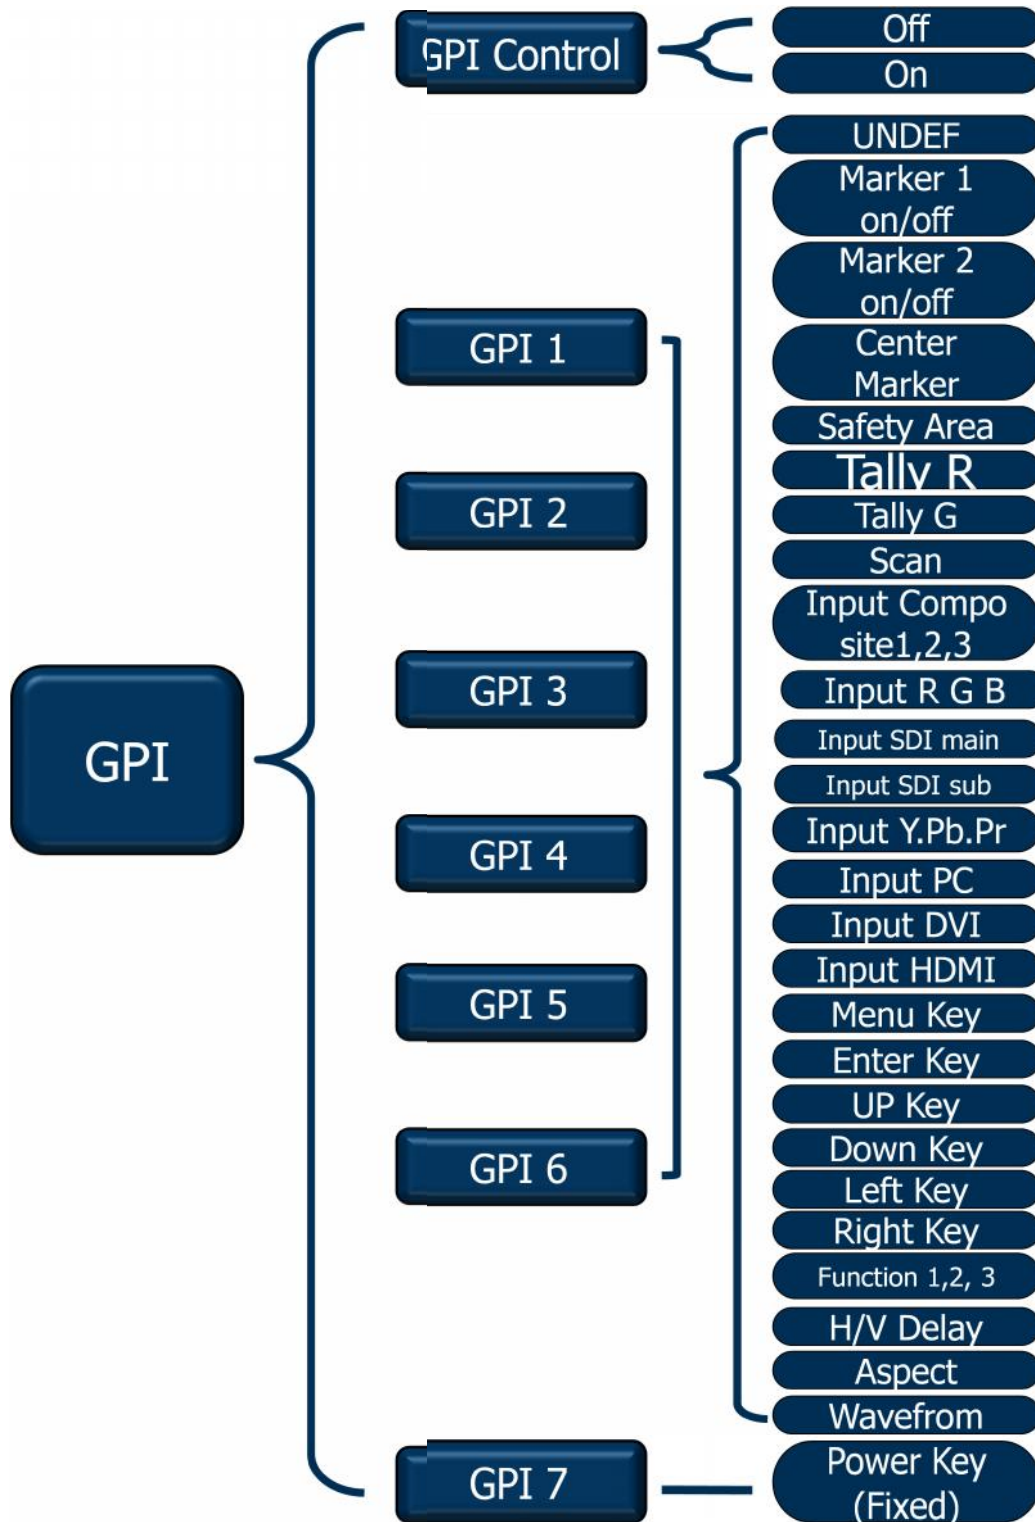 GPI
GPI Control
Off
On
GPI 1
GPI 2
GPI 3
GPI 4
GPI 5
GPI 6
UNDEF
Marker 1
on/off
Marker 2
on/off
Center
Marker
Safety Area
Tally R
Tally G
Scan
Input Compo
site1,2,3
Input R G B
Input SDI main
Input SDI sub
Input Y.Pb.Pr
Input PC
Input DVI
Input HDMI
Menu Key
Enter Key
UP Key
Down Key
Left Key
Right Key
Function 1,2, 3
H/V Delay
Aspect
Wavefrom
GPI 7
Power Key
(Fixed)